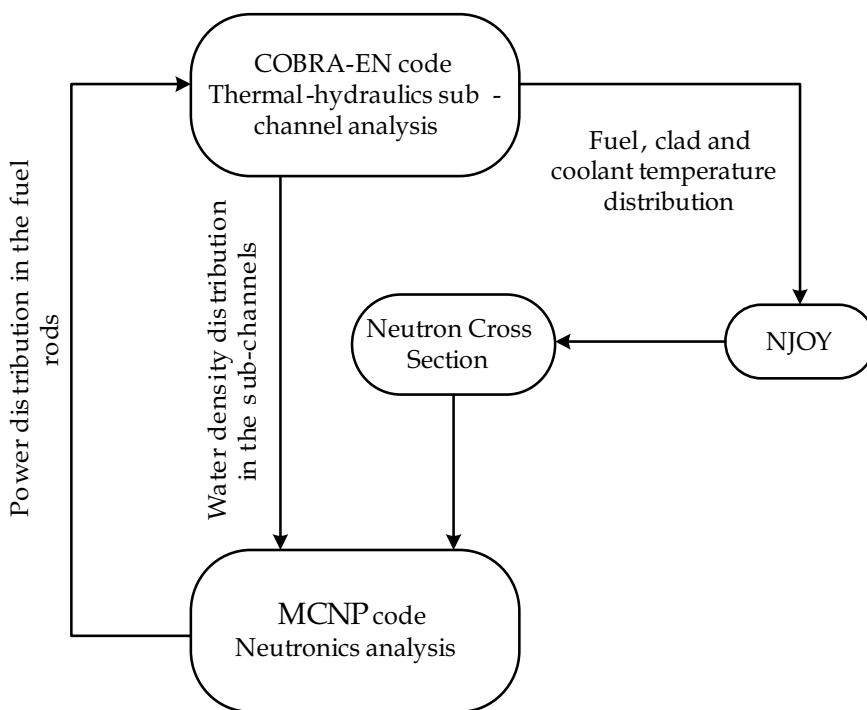 COBRA-EN code
Thermal-hydraulics sub -
channel analysis
Fuel, clad and
coolant temperature
distribution
Power distribution in the fuel
rods
Water density distribution
in the sub-channels
Neutron Cross
Section
NJOY
MCNP code
Neutronics analysis